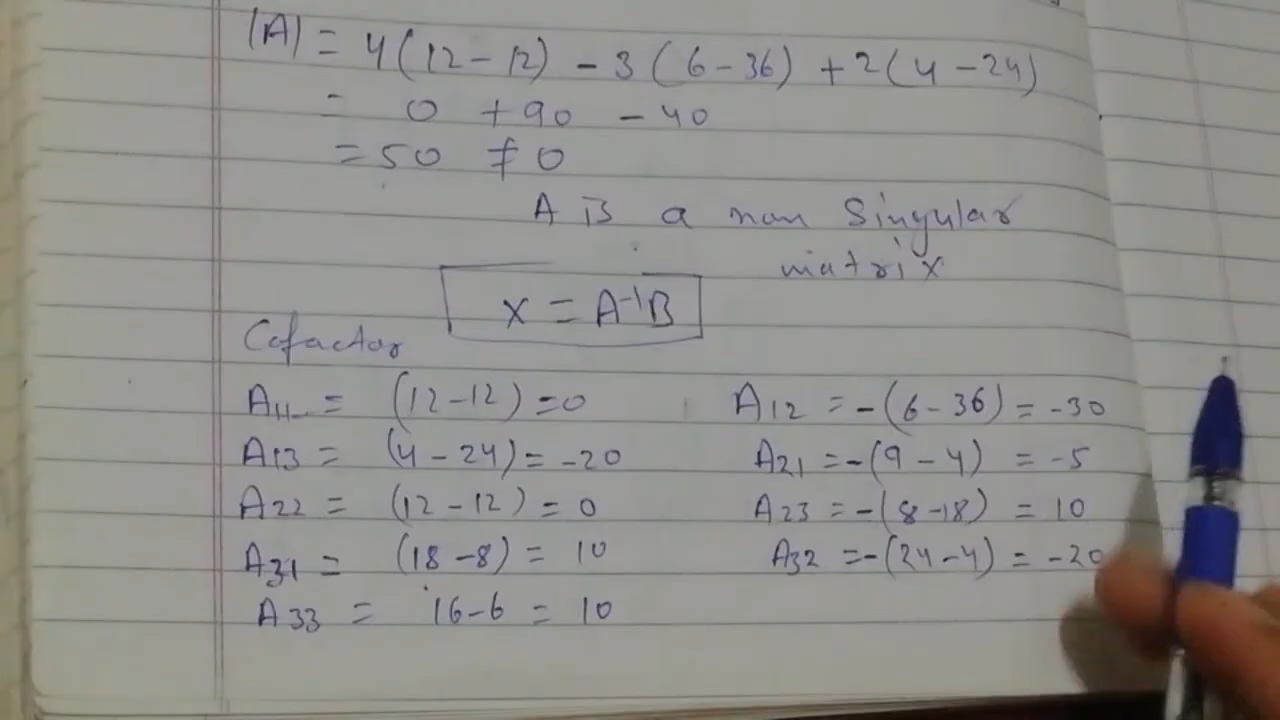 |A| = 4(12-12) - 3(6-36) + 2(4-24)
= 0 +90 -40
= 50 ≠ 0
A is a non Singular
matrix
X = A⁻¹B
Cofactor
A11 = (12-12) = 0 A12 = -(6-36) = -30
A13 = (4-24) = -20 A21 = -(9-4) = -5
A22 = (12-12) = 0 A23 = -(8-18) = 10
A31 = (18-8) = 10 A32 = -(24-4) = -20
A33 = 16-6 = 10